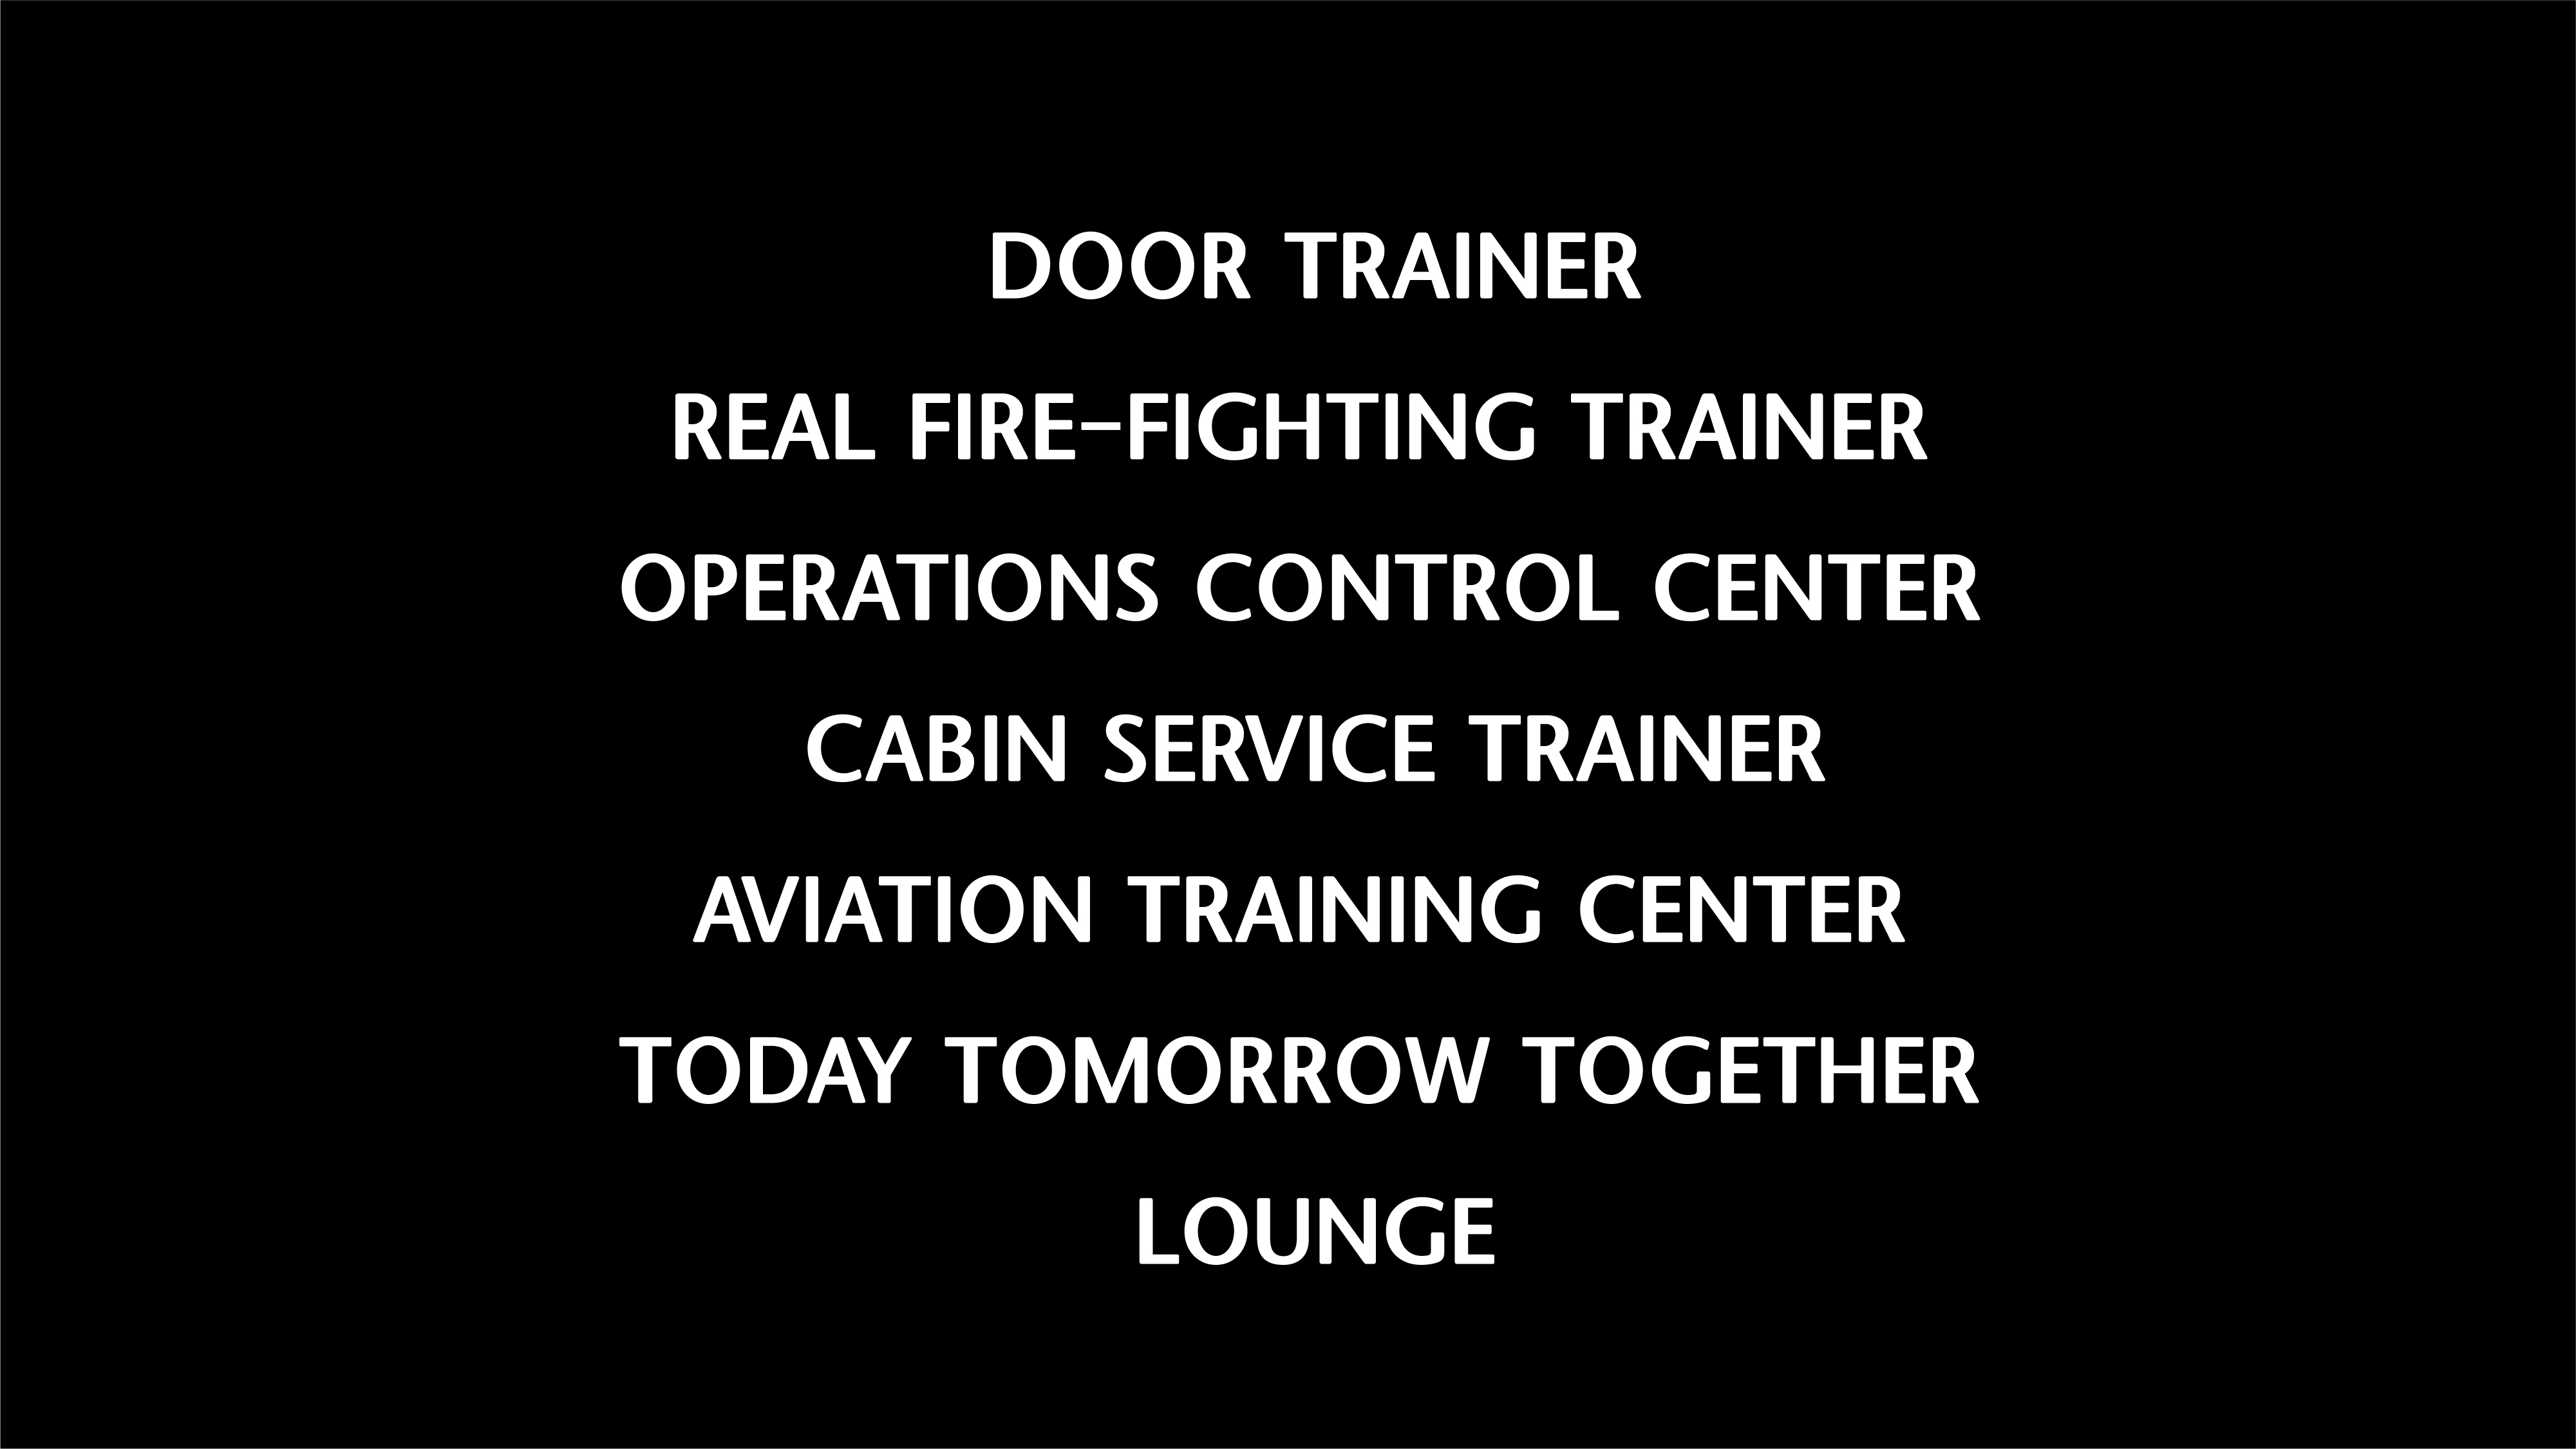 DOOR TRAINER
REAL FIRE-FIGHTING TRAINER
OPERATIONS CONTROL CENTER
CABIN SERVICE TRAINER
AVIATION TRAINING CENTER
TODAY TOMORROW TOGETHER
LOUNGE